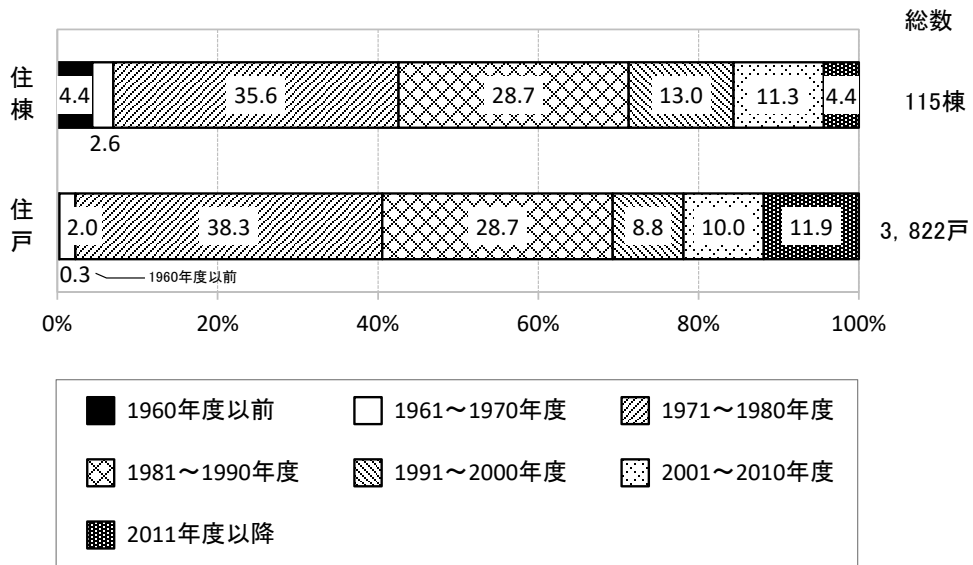 総数
住棟
4.4
35.6
28.7
13.0
11.3
4.4
115棟
2.6
住戸
2.0
38.3
28.7
8.8
10.0
11.9
3，822戸
0.3
1960年度以前
0%
20%
40%
60%
80%
100%
1960年度以前
1961～1970年度
1971～1980年度
1981～1990年度
1991～2000年度
2001～2010年度
2011年度以降